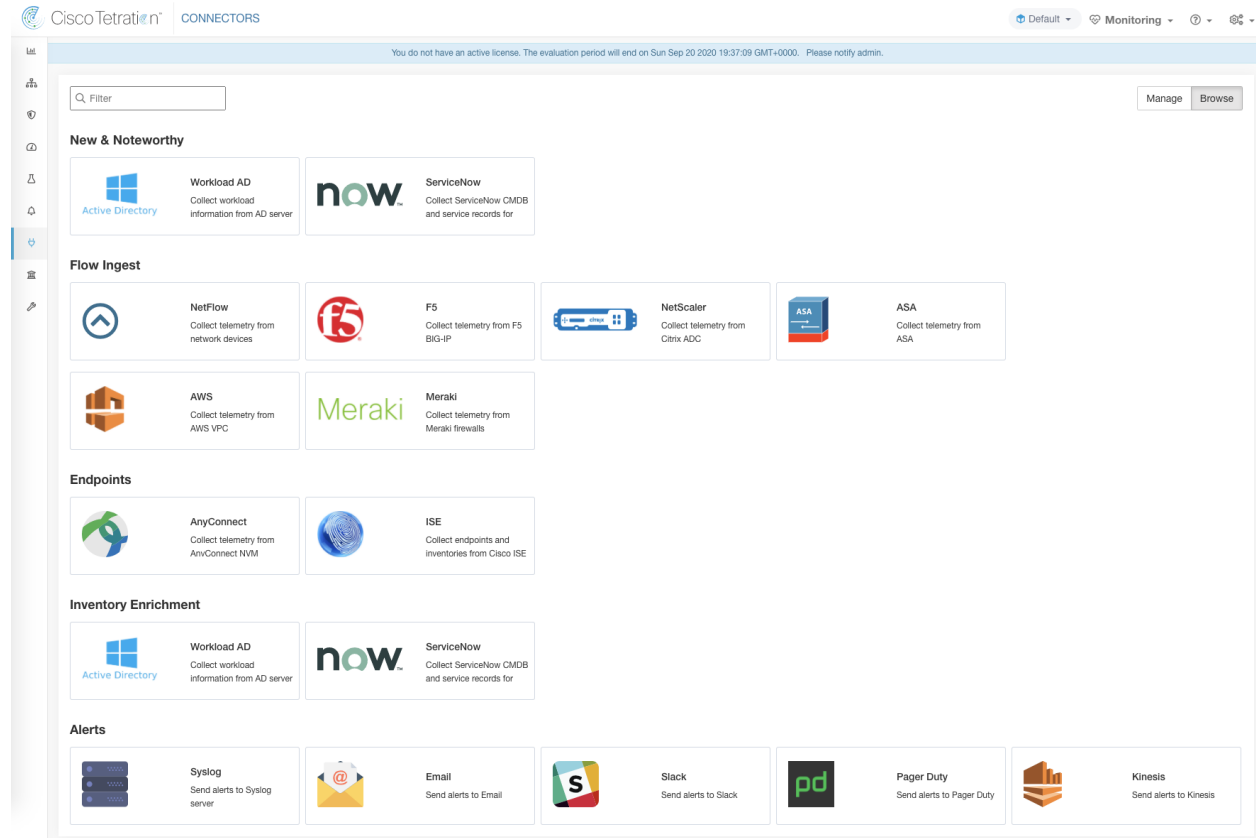 Cisco Tetration™ CONNECTORS Default Monitoring
You do not have an active license. The evaluation period will end on Sun Sep 20 2020 19:37:09 GMT+0000. Please notify admin.
Filter
Manage Browse
New & Noteworthy
Active Directory
Workload AD
Collect workload
information from AD server
now™
ServiceNow
Collect ServiceNow CMDB
and service records for
Flow Ingest
NetFlow
Collect telemetry from
network devices
f5
F5
Collect telemetry from F5
BIG-IP
citrix
NetScaler
Collect telemetry from
Citrix ADC
ASA
ASA
Collect telemetry from
ASA
AWS
Collect telemetry from
AWS VPC
Meraki
Meraki
Collect telemetry from
Meraki firewalls
Endpoints
AnyConnect
Collect telemetry from
AnyConnect NVM
ISE
Collect endpoints and
inventories from Cisco ISE
Inventory Enrichment
Active Directory
Workload AD
Collect workload
information from AD server
now™
ServiceNow
Collect ServiceNow CMDB
and service records for
Alerts
Syslog
Send alerts to Syslog
server
@
Email
Send alerts to Email
S
Slack
Send alerts to Slack
pd
Pager Duty
Send alerts to Pager Duty
Kinesis
Send alerts to Kinesis